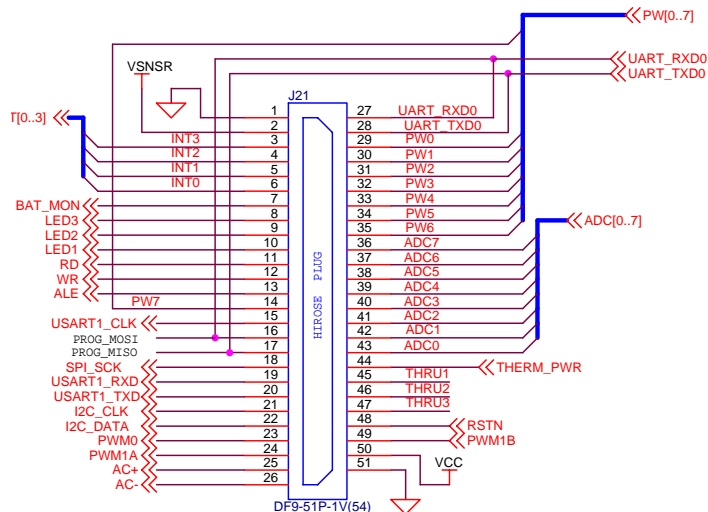 PW[0..7]
UART_RXD0
UART_TXD0
VSNSR
J21
T[0..3]
1 27 UART_RXD0
2 28 UART_TXD0
INT3 3 29 PW0
INT2 4 30 PW1
INT1 5 31 PW2
INT0 6 32 PW3
BAT_MON 7 33 PW4
LED3 8 34 PW5
LED2 9 35 PW6
LED1 10 36 ADC7
RD 11 37 ADC6
WR 12 38 ADC5
ALE 13 39 ADC4
PW7 14 40 ADC3
USART1_CLK 15 41 ADC2
PROG_MOSI 16 42 ADC1
PROG_MISO 17 43 ADC0
SPI_SCK 18 44 THERM_PWR
USART1_RXD 19 45 THRU1
USART1_TXD 20 46 THRU2
I2C_CLK 21 47 THRU3
I2C_DATA 22 48 RSTN
PWM0 23 49 PWM1B
PWM1A 24 50 VCC
AC+ 25 51
AC- 26
ADC[0..7]
HIROSE PLUG
DF9-51P-1V(54)